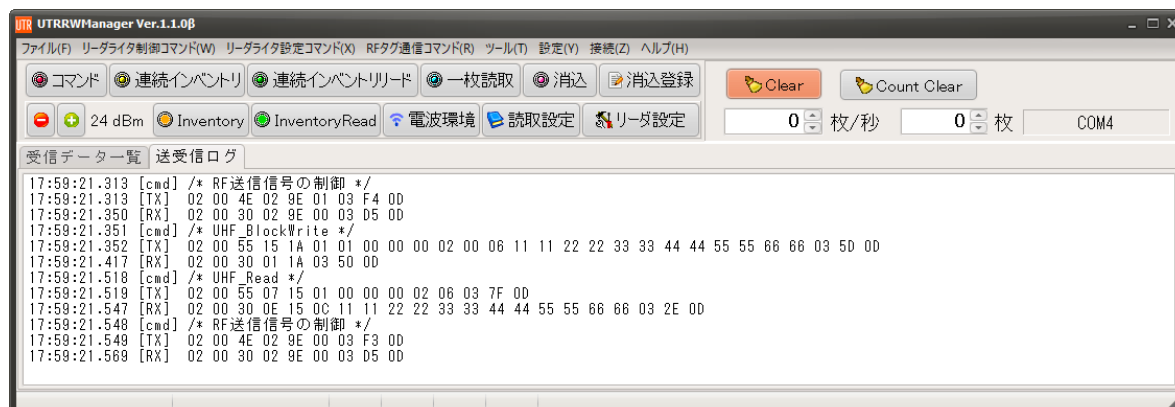 UTR UTRRWManager Ver.1.1.0β
ファイル(F) リーダライタ制御コマンド(W) リーダライタ設定コマンド(X) RFタグ通信コマンド(R) ツール(T) 設定(Y) 接続(Z) ヘルプ(H)
コマンド 連続インベントリ 連続インベントリリード 一枚読取 消込 消込登録 Clear Count Clear
24 dBm Inventory InventoryRead 電波環境 読取設定 リーダ設定 0 枚/秒 0 枚 COM4
受信データ一覧 送受信ログ
17:59:21.313 [cmd] /* RF送信信号の制御 */
17:59:21.313 [TX] 02 00 4E 02 9E 01 03 F4 0D
17:59:21.350 [RX] 02 00 30 02 9E 00 03 D5 0D
17:59:21.351 [cmd] /* UHF_BlockWrite */
17:59:21.352 [TX] 02 00 55 15 1A 01 01 00 00 00 02 00 06 11 11 22 22 33 33 44 44 55 55 66 66 03 5D 0D
17:59:21.417 [RX] 02 00 30 01 1A 03 50 0D
17:59:21.518 [cmd] /* UHF_Read */
17:59:21.519 [TX] 02 00 55 07 15 01 00 00 00 02 06 03 7F 0D
17:59:21.547 [RX] 02 00 30 0E 15 0C 11 11 22 22 33 33 44 44 55 55 66 66 03 2E 0D
17:59:21.548 [cmd] /* RF送信信号の制御 */
17:59:21.549 [TX] 02 00 4E 02 9E 00 03 F3 0D
17:59:21.569 [RX] 02 00 30 02 9E 00 03 D5 0D